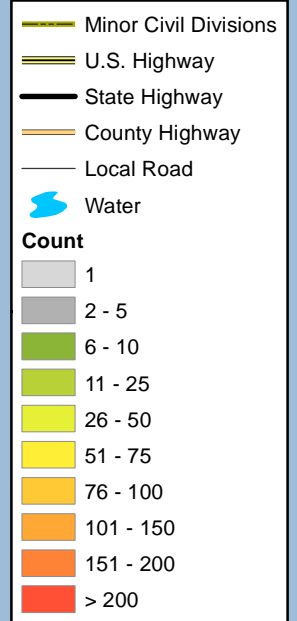 Minor Civil Divisions
U.S. Highway
State Highway
County Highway
Local Road
Water
Count
1
2 - 5
6 - 10
11 - 25
26 - 50
51 - 75
76 - 100
101 - 150
151 - 200
> 200